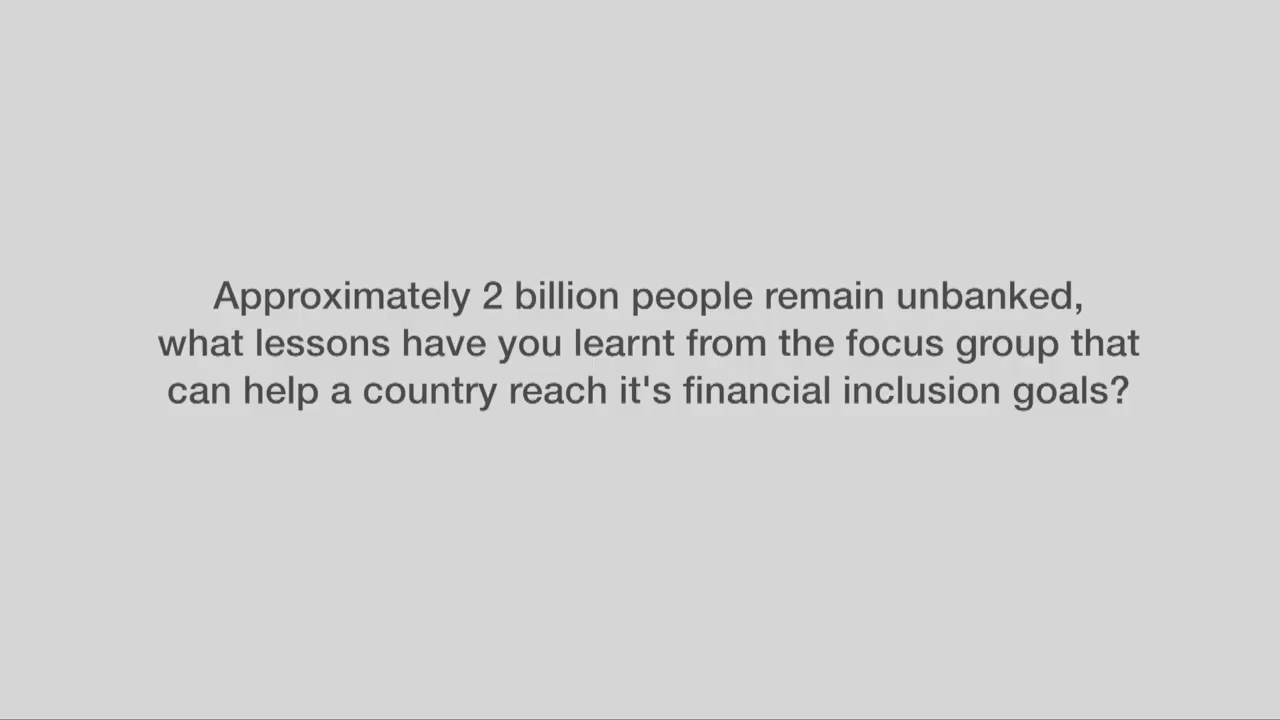 Approximately 2 billion people remain unbanked,
what lessons have you learnt from the focus group that
can help a country reach it's financial inclusion goals?